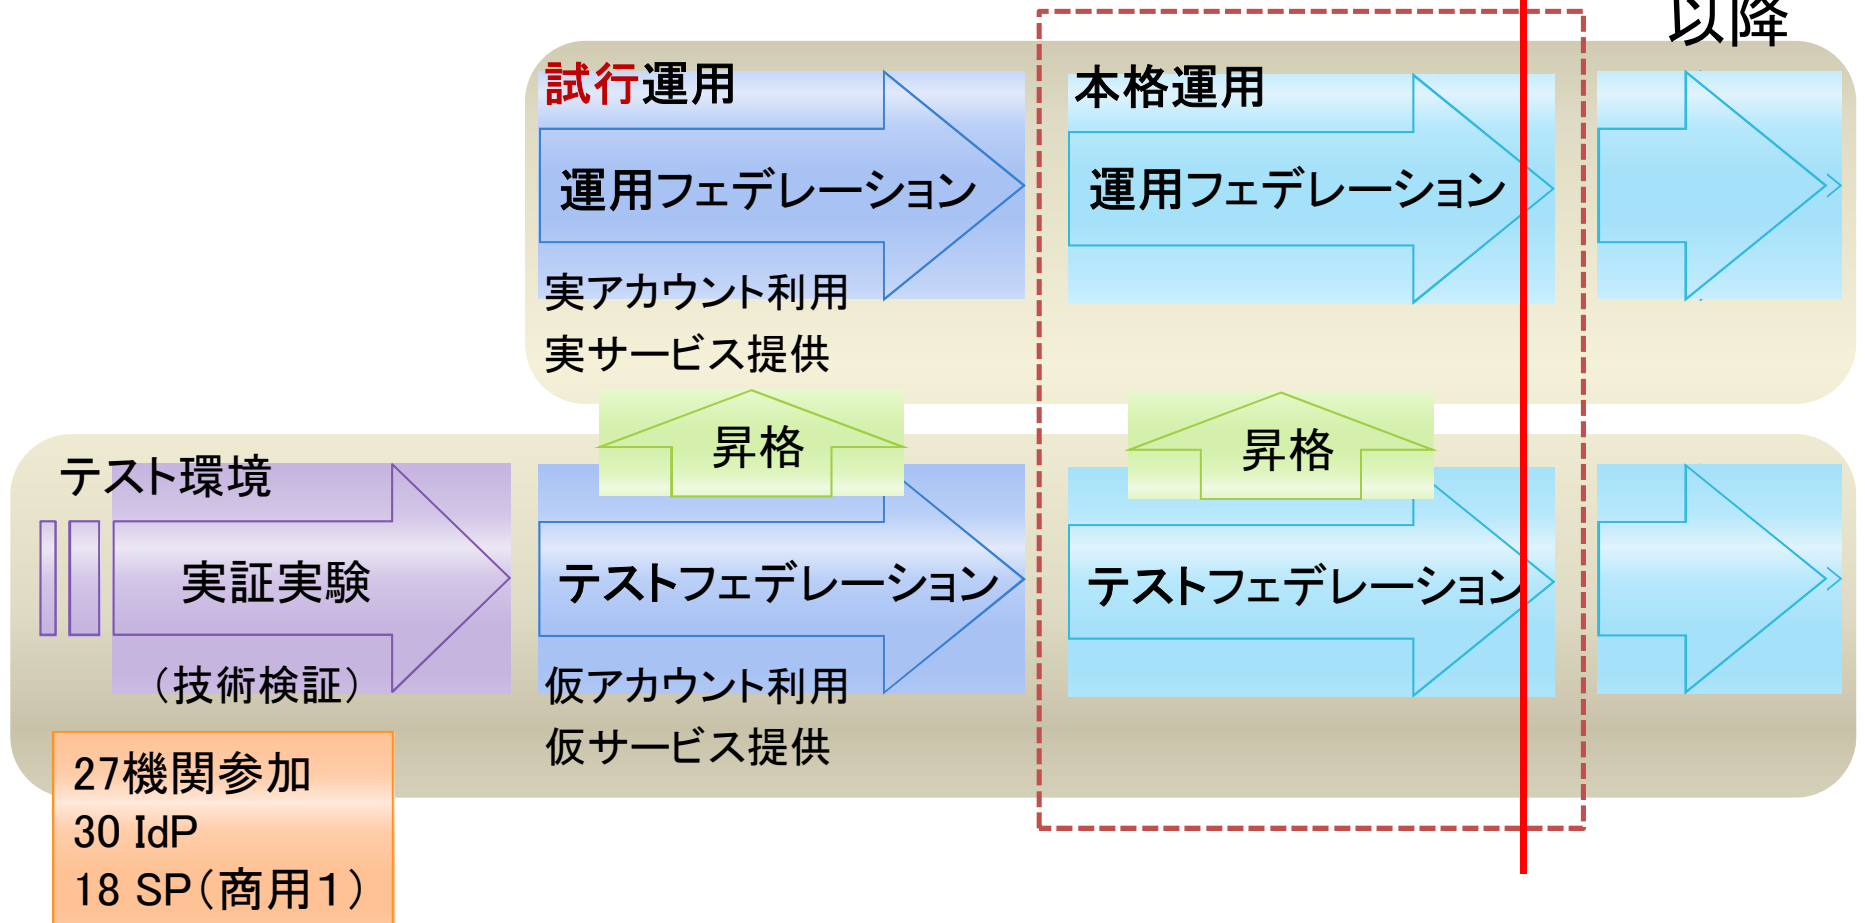 以降
試行運用
本格運用
運用フェデレーション
運用フェデレーション
実アカウント利用
実サービス提供
昇格
昇格
テスト環境
実証実験
テストフェデレーション
テストフェデレーション
（技術検証）
仮アカウント利用
仮サービス提供
27機関参加
30 IdP
18 SP（商用１）